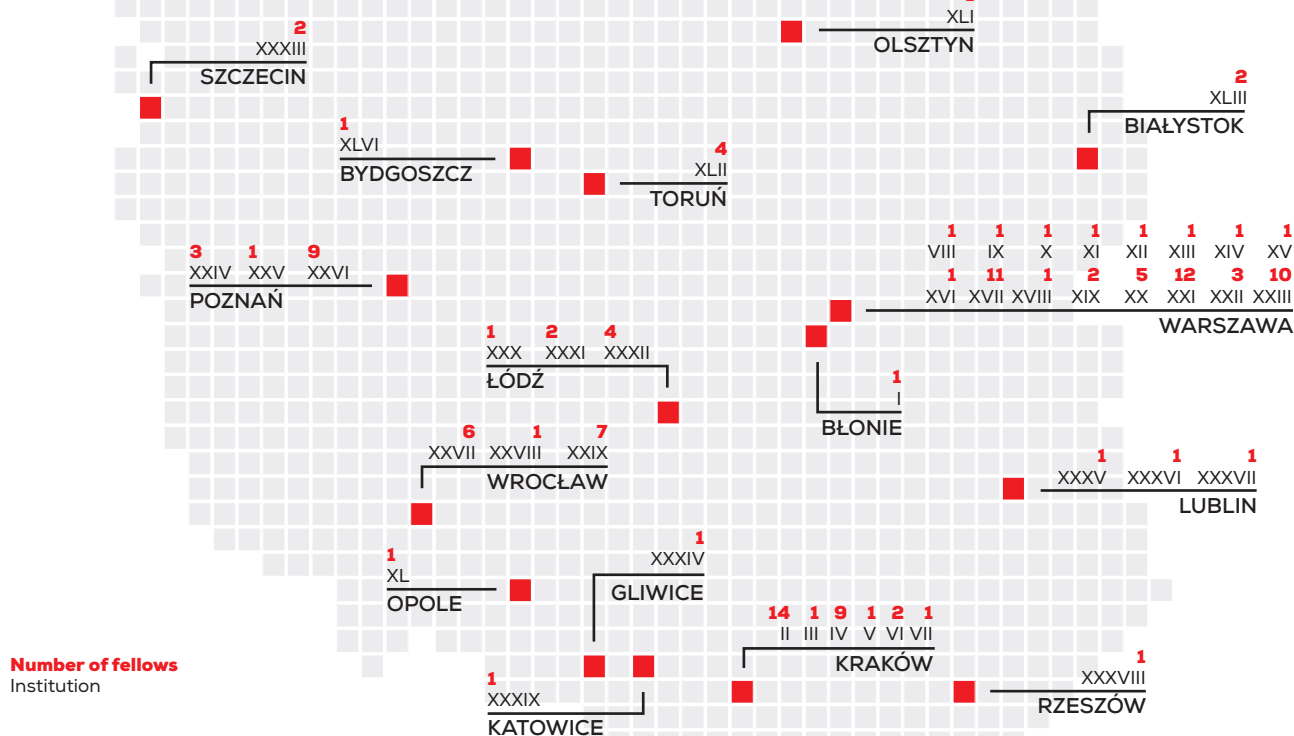 XLI
OLSZTYN
2
XXXIII
SZCZECIN
2
XLIII
BIAŁYSTOK
1
XLVI
BYDGOSZCZ
4
XLII
TORUŃ
1 1 1 1 1 1 1 1
VIII IX X XI XII XIII XIV XV
1 11 1 2 5 12 3 10
XVI XVII XVIII XIX XX XXI XXII XXIII
WARSZAWA
3 1 9
XXIV XXV XXVI
POZNAŃ
1 2 4
XXX XXXI XXXII
ŁÓDŹ
1
I
BŁONIE
6 1 7
XXVII XXVIII XXIX
WROCŁAW
1 1 1
XXXV XXXVI XXXVII
LUBLIN
1
XL
OPOLE
1
XXXIV
GLIWICE
14 1 9 1 2 1
II III IV V VI VII
KRAKÓW
Number of fellows
Institution
1
XXXIX
KATOWICE
1
XXXVIII
RZESZÓW